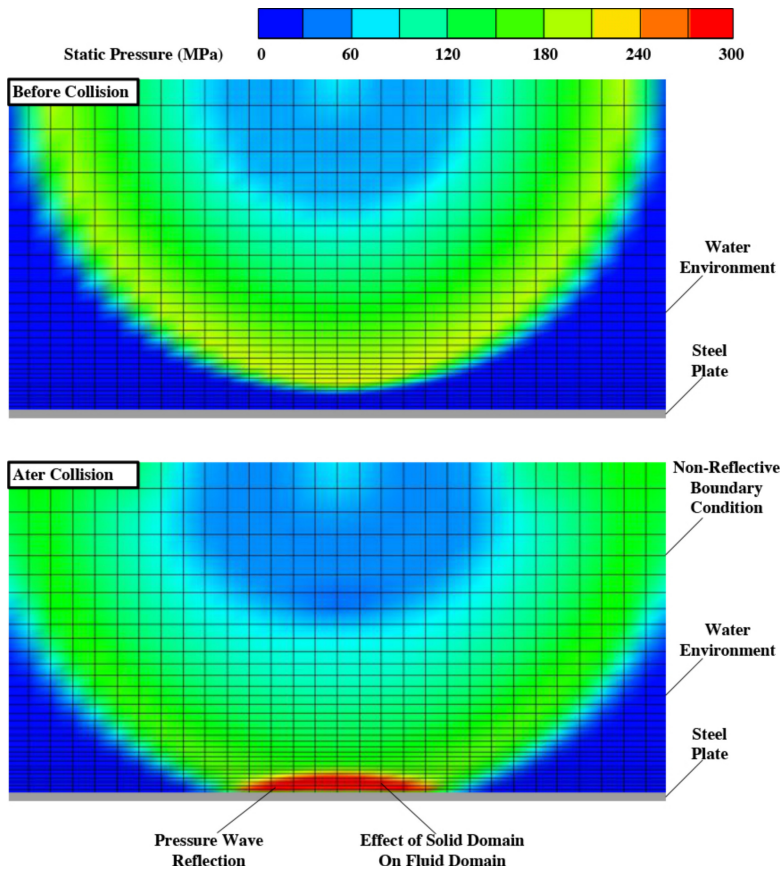 Static Pressure (MPa) 0 60 120 180 240 300
Before Collision
Water
Environment
Steel
Plate
Ater Collision
Non-Reflective
Boundary
Condition
Water
Environment
Steel
Plate
Pressure Wave
Reflection
Effect of Solid Domain
On Fluid Domain